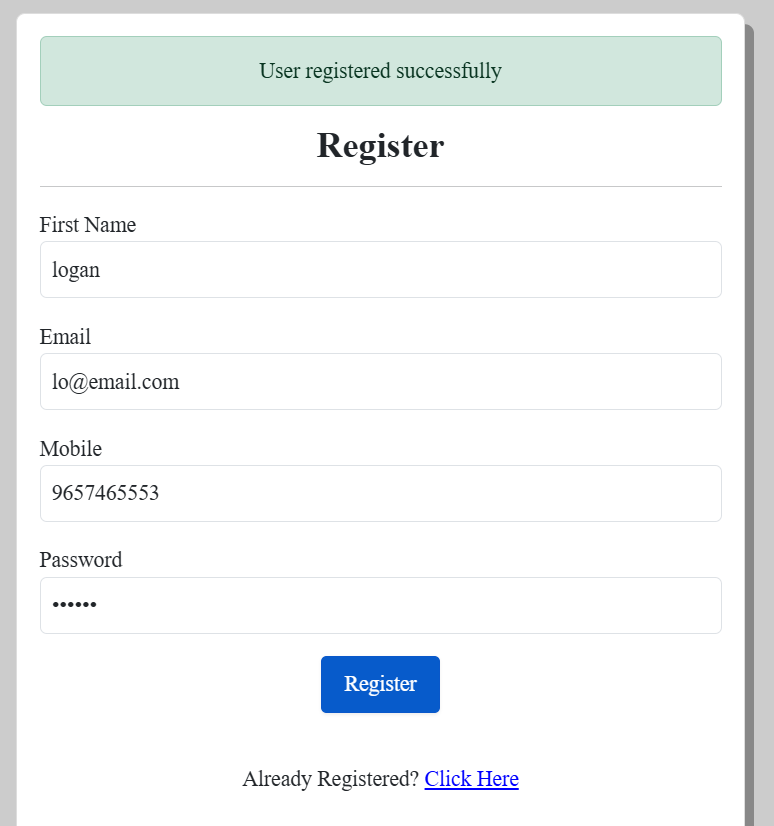 User registered successfully
Register
First Name
logan
Email
lo@email.com
Mobile
9657465553
Password
••••••
Register
Already Registered? Click Here